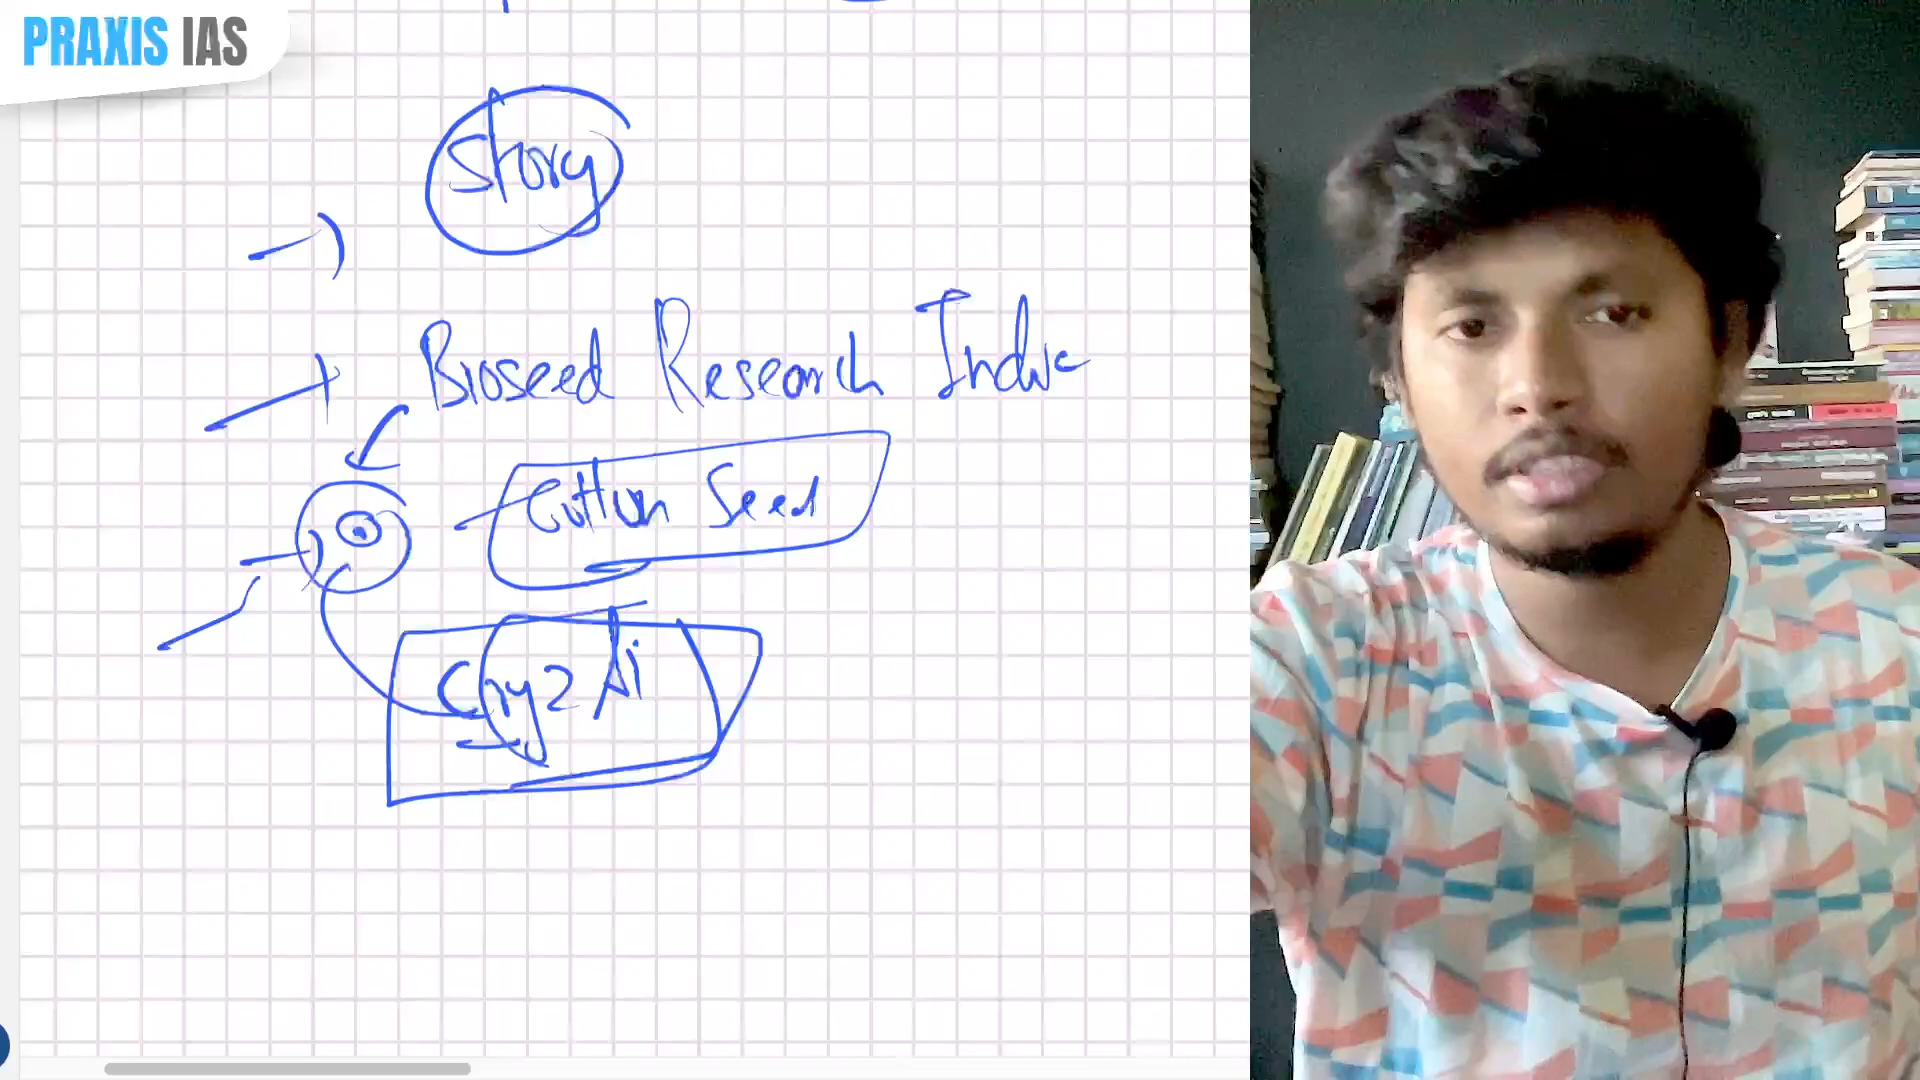 PRAXIS IAS
Story
Bioseed Research India
Cotton Seed
Cry2Ai